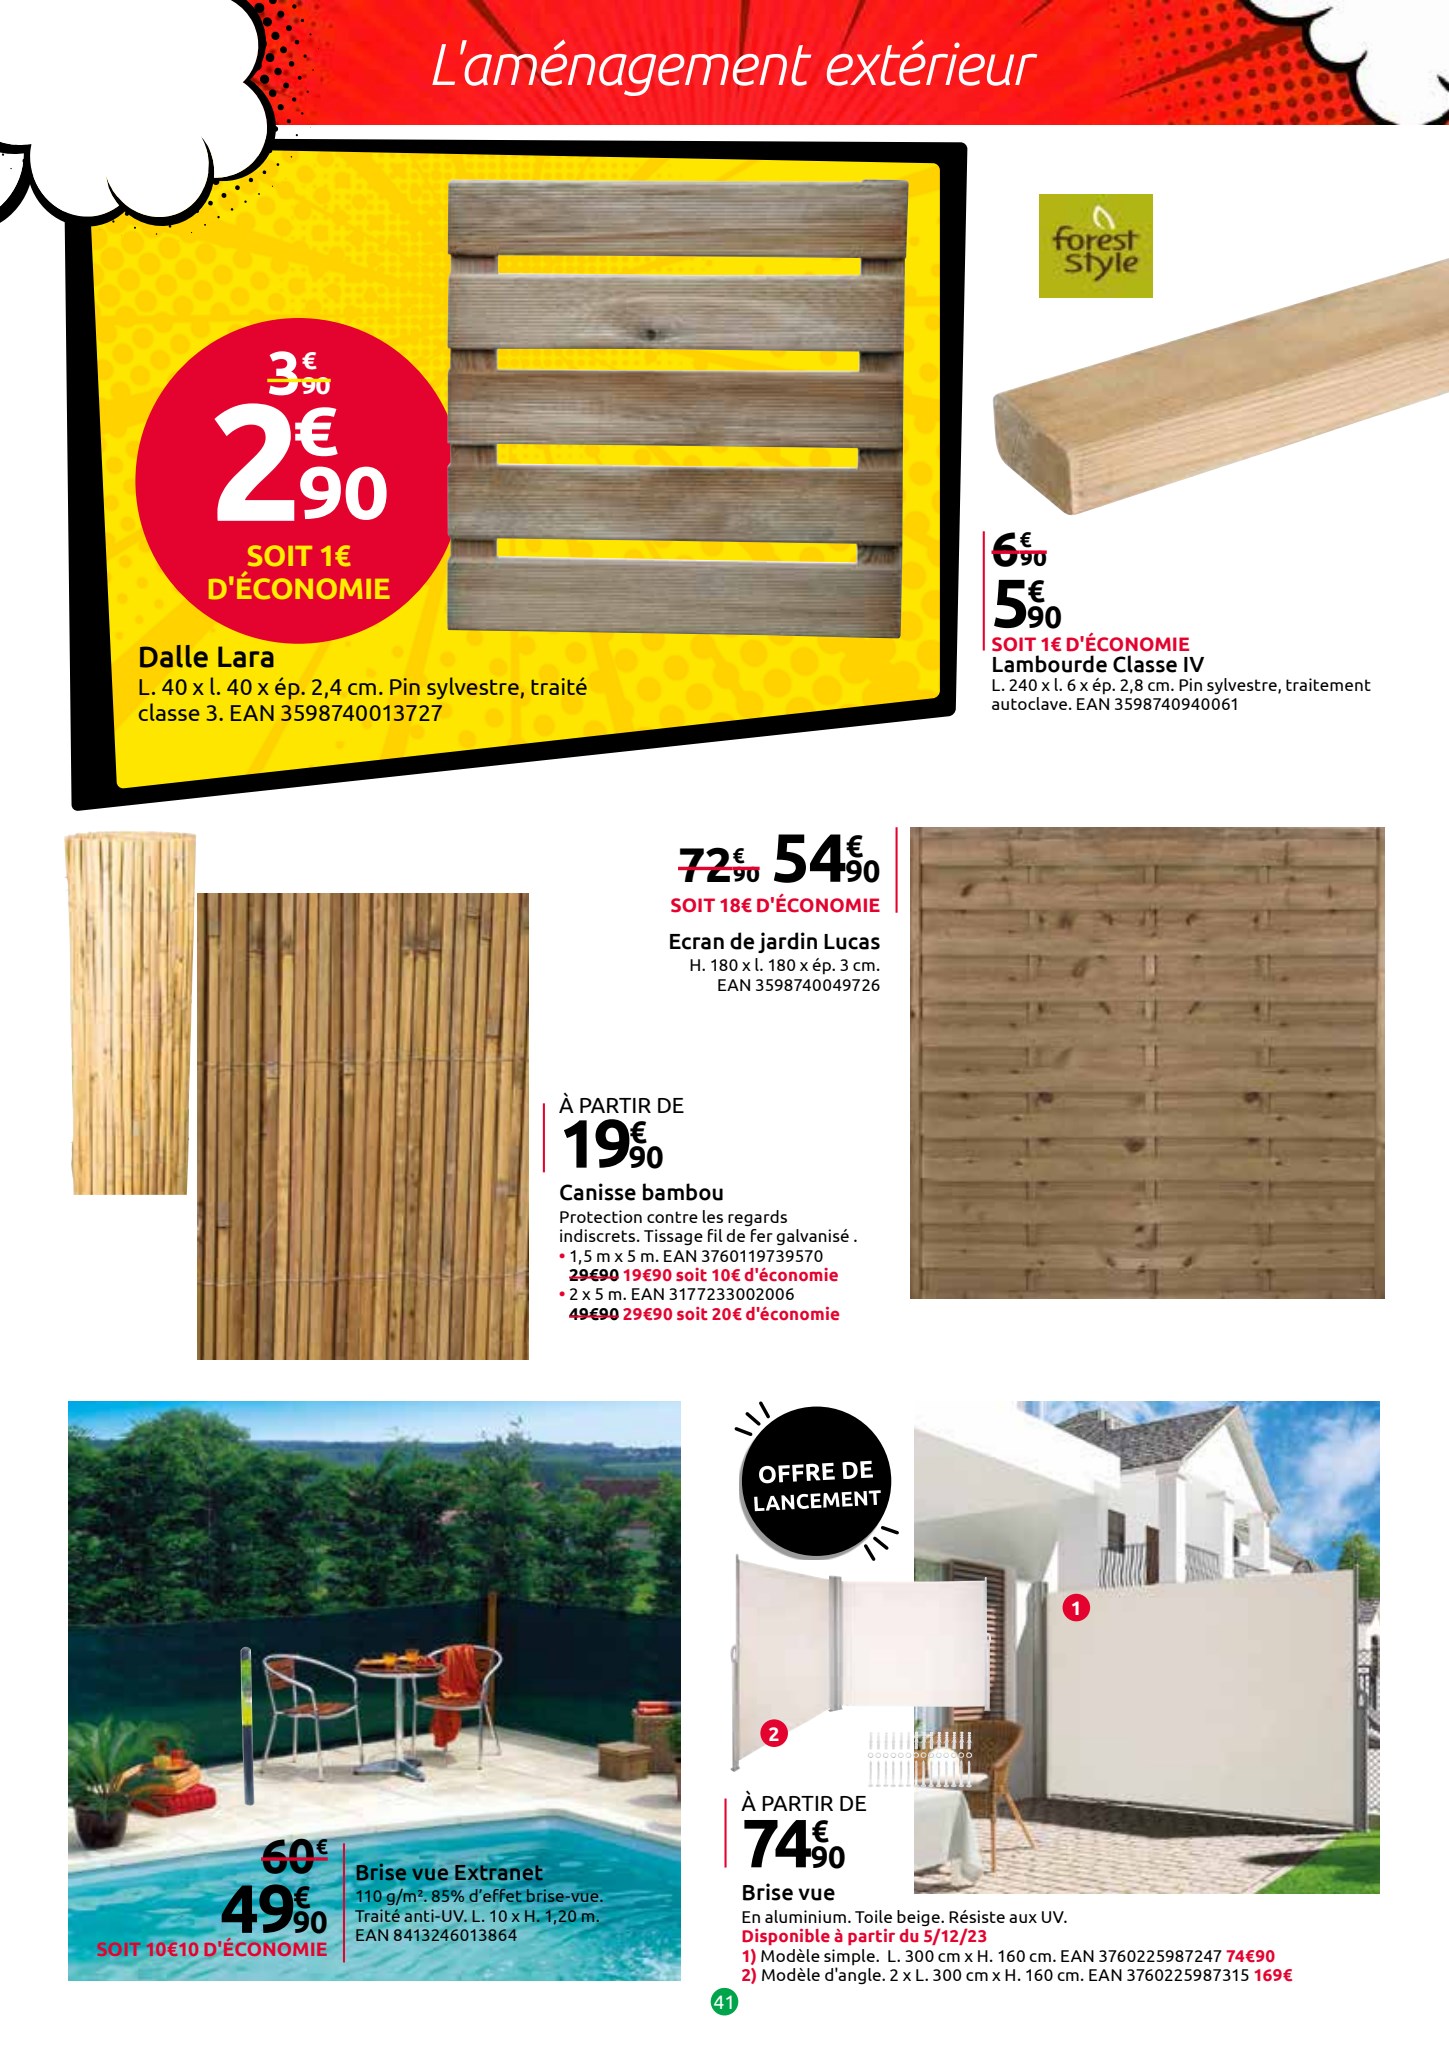 L'aménagement extérieur
forest
style
3€90
2€90
SOIT 1€
D'ÉCONOMIE
Dalle Lara
L. 40 x l. 40 x ép. 2,4 cm. Pin sylvestre, traité
classe 3. EAN 3598740013727
6€90
5€90
SOIT 1€ D'ÉCONOMIE
Lambourde Classe IV
L. 240 x l. 6 x ép. 2,8 cm. Pin sylvestre, traitement
autoclave. EAN 3598740940061
72€90 54€90
SOIT 18€ D'ÉCONOMIE
Ecran de jardin Lucas
H. 180 x l. 180 x ép. 3 cm.
EAN 3598740049726
À PARTIR DE
19€90
Canisse bambou
Protection contre les regards
indiscrets. Tissage fil de fer galvanisé .
• 1,5 m x 5 m. EAN 3760119739570
29€90 19€90 soit 10€ d'économie
• 2 x 5 m. EAN 3177233002006
49€90 29€90 soit 20€ d'économie
60€
49€90
SOIT 10€10 D'ÉCONOMIE
Brise vue Extranet
110 g/m². 85% d’effet brise-vue.
Traité anti-UV. L. 10 x H. 1,20 m.
EAN 8413246013864
OFFRE DE
LANCEMENT
1
2
À PARTIR DE
74€90
Brise vue
En aluminium. Toile beige. Résiste aux UV.
Disponible à partir du 5/12/23
1) Modèle simple. L. 300 cm x H. 160 cm. EAN 3760225987247 74€90
2) Modèle d'angle. 2 x L. 300 cm x H. 160 cm. EAN 3760225987315 169€
41